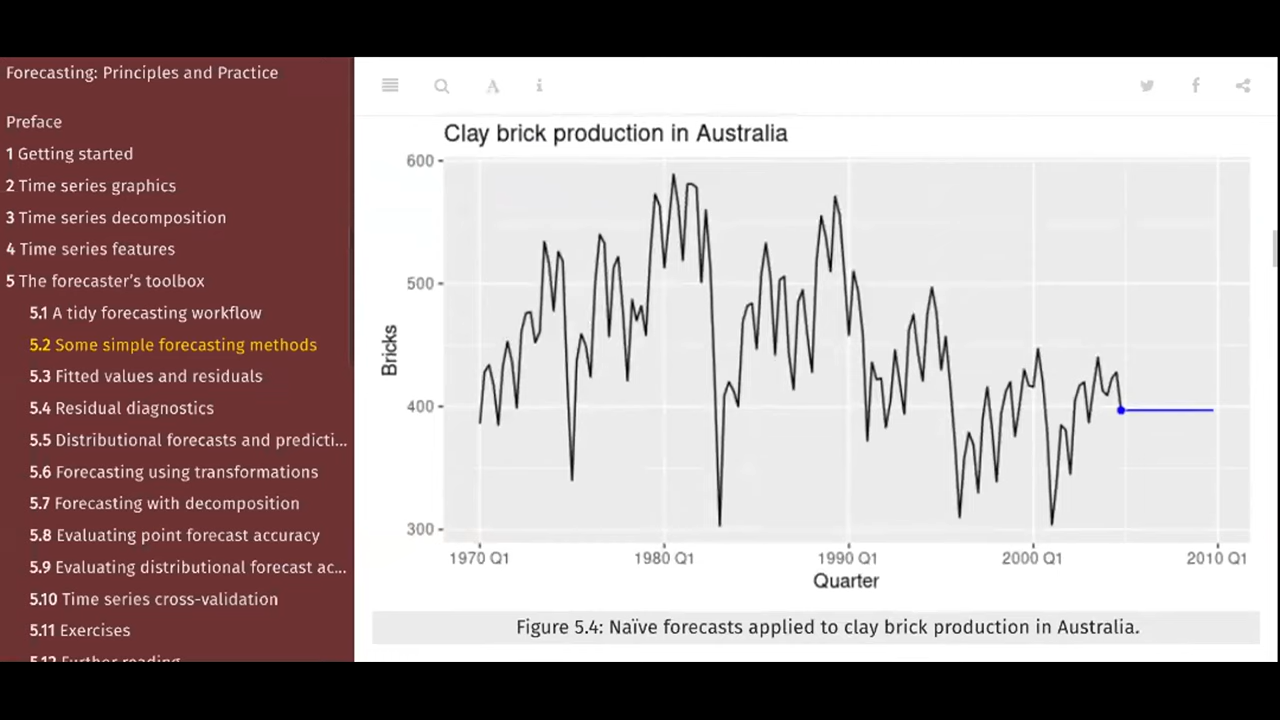 Forecasting: Principles and Practice
Preface
1 Getting started
2 Time series graphics
3 Time series decomposition
4 Time series features
5 The forecaster's toolbox
5.1 A tidy forecasting workflow
5.2 Some simple forecasting methods
5.3 Fitted values and residuals
5.4 Residual diagnostics
5.5 Distributional forecasts and predicti...
5.6 Forecasting using transformations
5.7 Forecasting with decomposition
5.8 Evaluating point forecast accuracy
5.9 Evaluating distributional forecast ac...
5.10 Time series cross-validation
5.11 Exercises
5.12 Further reading
Clay brick production in Australia
600
500
400
300
Bricks
1970 Q1 1980 Q1 1990 Q1 2000 Q1 2010 Q1
Quarter
Figure 5.4: Naïve forecasts applied to clay brick production in Australia.